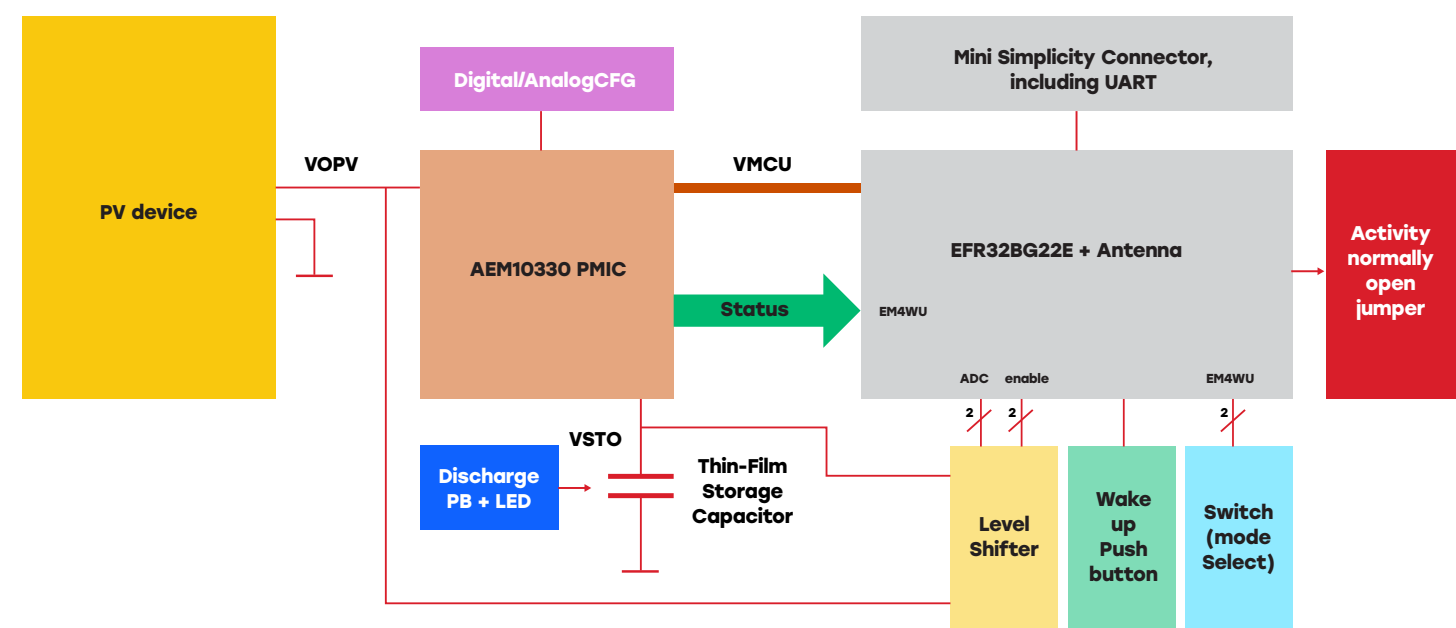 Digital/AnalogCFG
Mini Simplicity Connector,
including UART
VOPV
VMCU
PV device
AEM10330 PMIC
EFR32BG22E + Antenna
Activity
normally
open
jumper
Status
EM4WU
ADC
enable
EM4WU
2
2
2
VSTO
Discharge
PB + LED
Thin-Film
Storage
Capacitor
Level
Shifter
Wake
up
Push
button
Switch
(mode
Select)